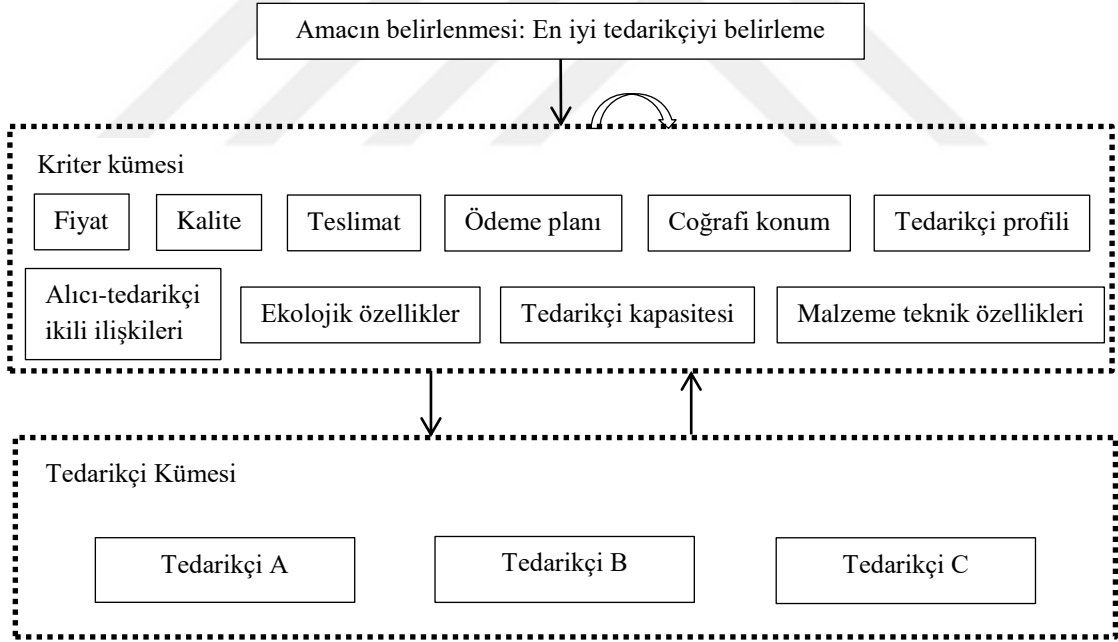 Amacın belirlenmesi: En iyi tedarikçiyi belirleme
Kriter kümesi
Fiyat
Kalite
Teslimat
Ödeme planı
Coğrafi konum
Tedarikçi profili
Alıcı-tedarikçi
ikili ilişkileri
Ekolojik özellikler
Tedarikçi kapasitesi
Malzeme teknik özellikleri
Tedarikçi Kümesi
Tedarikçi A
Tedarikçi B
Tedarikçi C